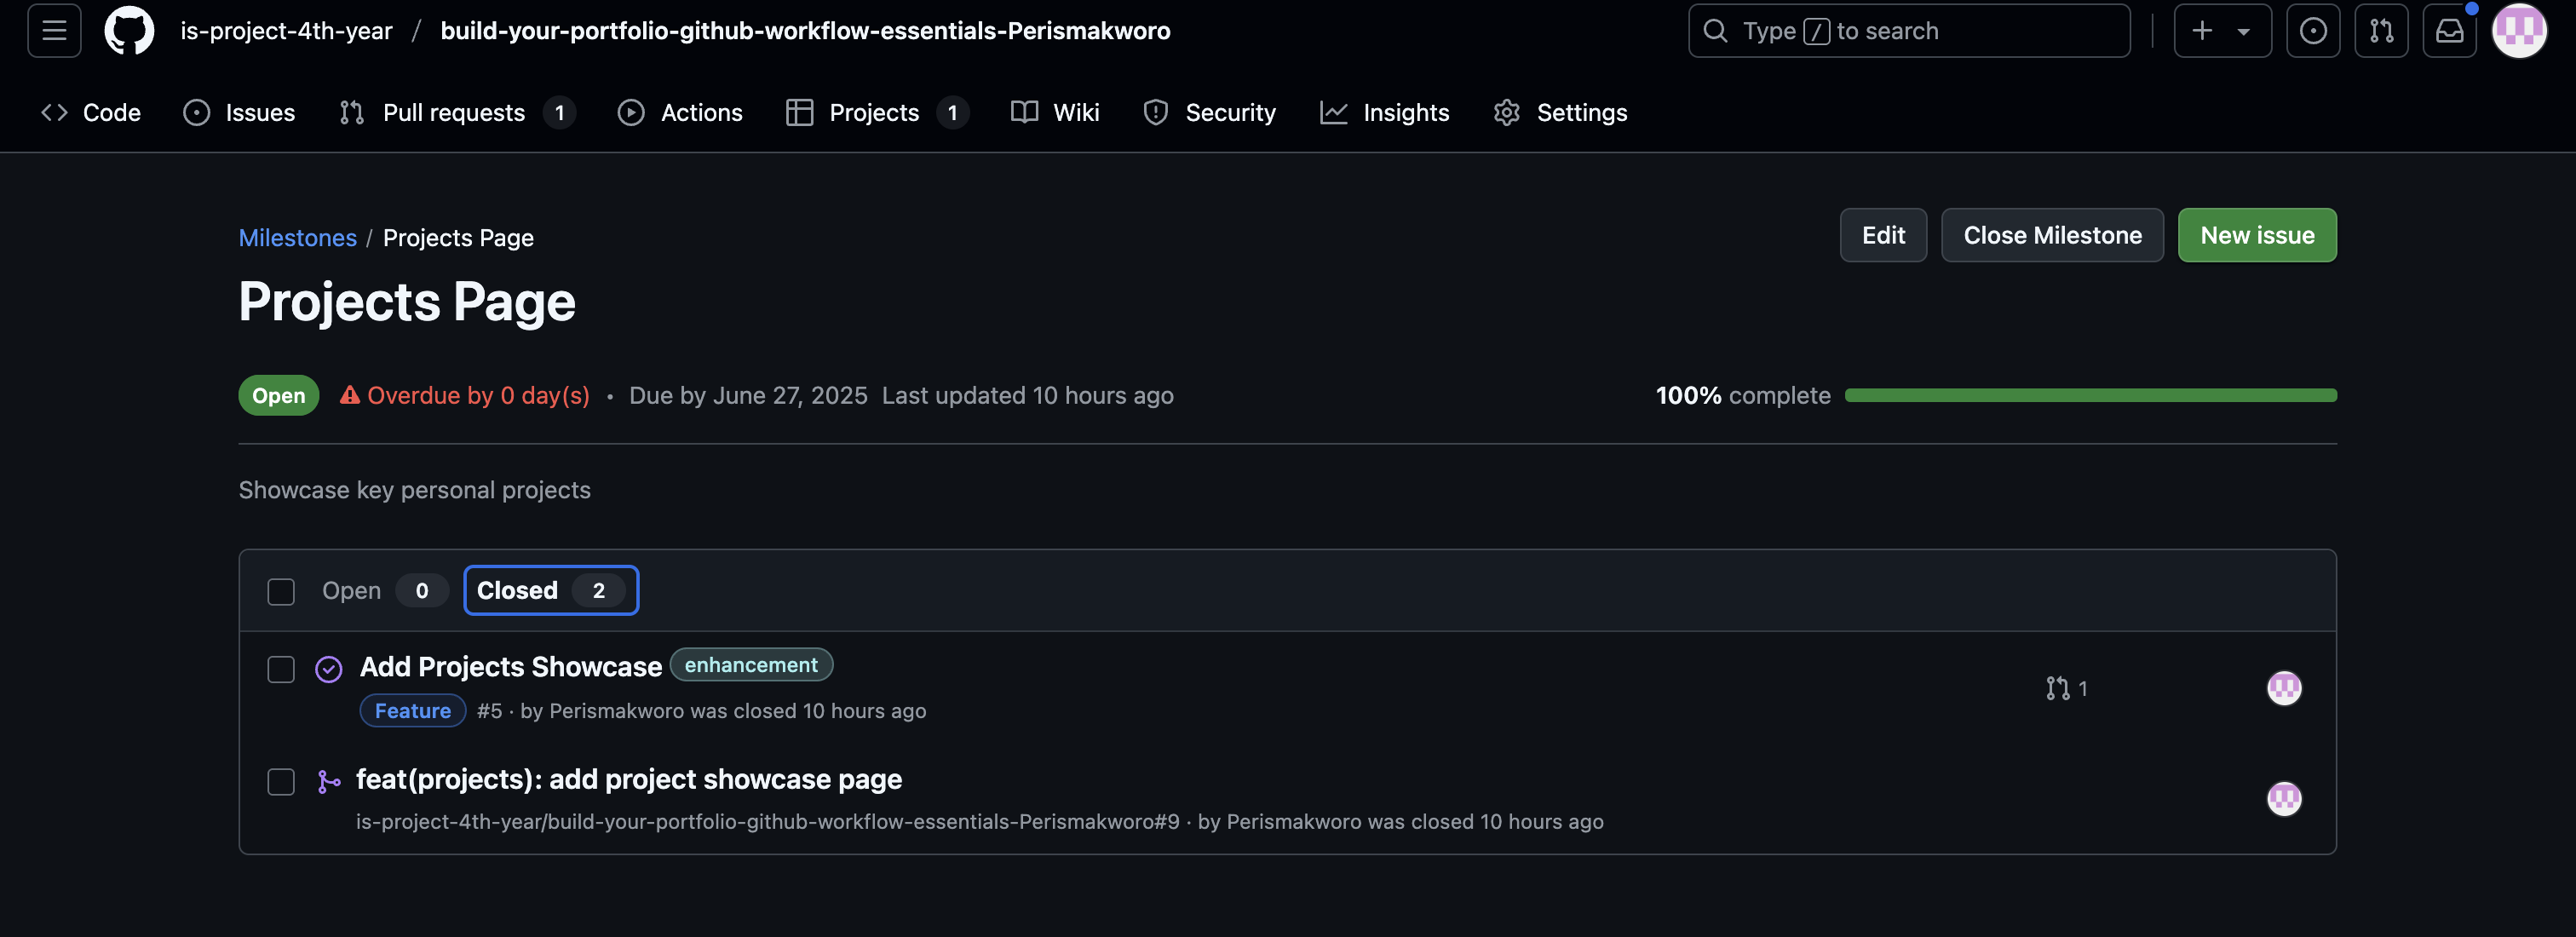 is-project-4th-year / build-your-portfolio-github-workflow-essentials-Perismakworo
Type / to search
Code Issues Pull requests 1 Actions Projects 1 Wiki Security Insights Settings
Milestones / Projects Page
Edit Close Milestone New issue
Projects Page
Open Overdue by 0 day(s) • Due by June 27, 2025 Last updated 10 hours ago 100% complete
Showcase key personal projects
Open 0 Closed 2
Add Projects Showcase enhancement
Feature #5 · by Perismakworo was closed 10 hours ago 1
feat(projects): add project showcase page
is-project-4th-year/build-your-portfolio-github-workflow-essentials-Perismakworo#9 · by Perismakworo was closed 10 hours ago